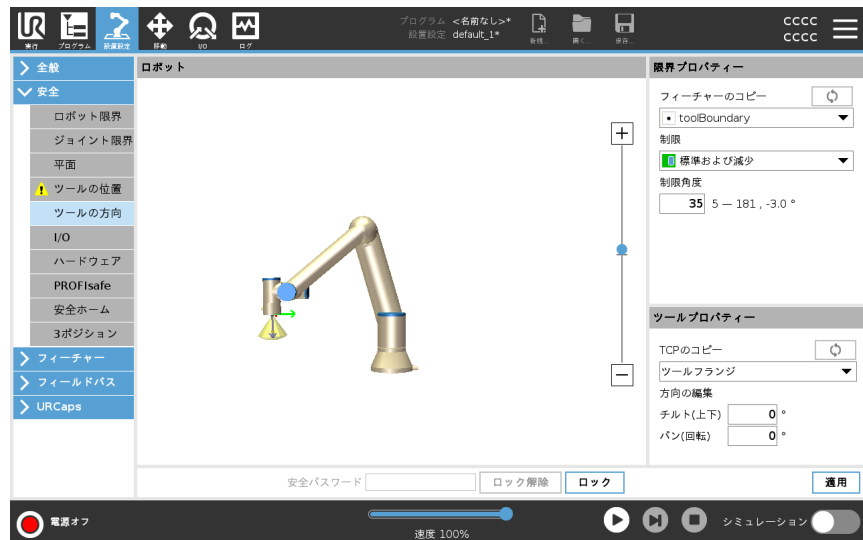 UR
実行
プログラム
設置設定
移動
I/O
ログ
プログラム <名前なし>*
設置設定 default_1*
新規...
開く...
保存...
cccc
cccc
全般
安全
ロボット限界
ジョイント限界
平面
ツールの位置
ツールの方向
I/O
ハードウェア
PROFIsafe
安全ホーム
3ポジション
フィーチャー
フィールドバス
URCaps
ロボット
限界プロパティー
フィーチャーのコピー
toolBoundary
制限
標準および減少
制限角度
35 5 — 181 , -3.0 °
ツールプロパティー
TCPのコピー
ツールフランジ
方向の編集
チルト(上下) 0 °
パン(回転) 0 °
安全パスワード
ロック解除
ロック
適用
電源オフ
速度 100%
シミュレーション